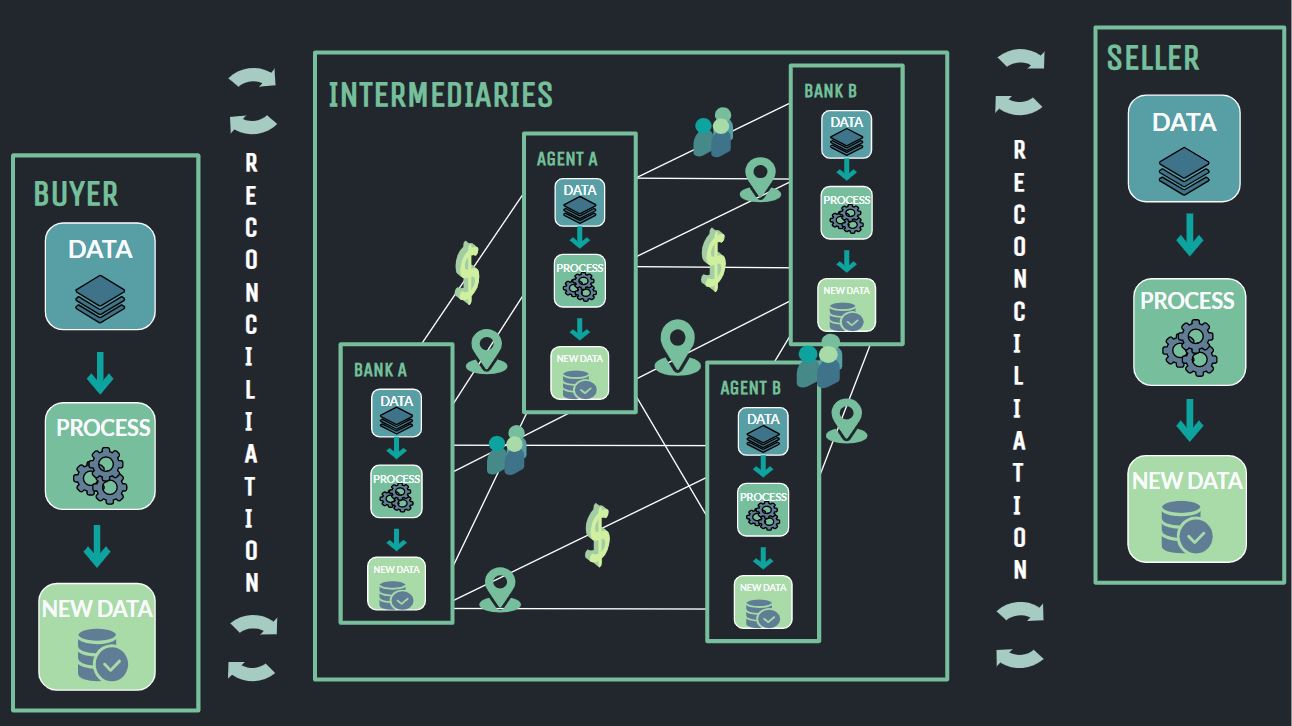 BUYER
DATA
PROCESS
NEW DATA
RECONCILIATION
INTERMEDIARIES
BANK A
DATA
PROCESS
NEW DATA
AGENT A
DATA
PROCESS
NEW DATA
BANK B
DATA
PROCESS
NEW DATA
AGENT B
DATA
PROCESS
NEW DATA
RECONCILIATION
SELLER
DATA
PROCESS
NEW DATA